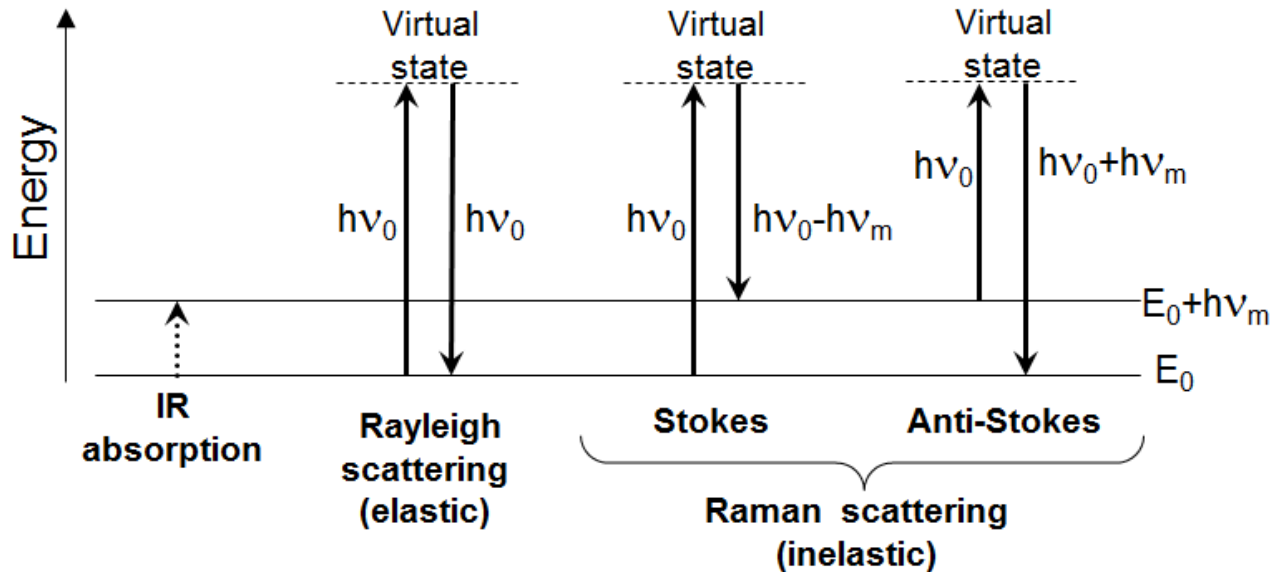 Energy
Virtual
state
Virtual
state
Virtual
state
hν₀
hν₀
hν₀
hν₀-hνₘ
hν₀
hν₀+hνₘ
E₀+hνₘ
E₀
IR
absorption
Rayleigh
scattering
(elastic)
Stokes
Anti-Stokes
Raman scattering
(inelastic)